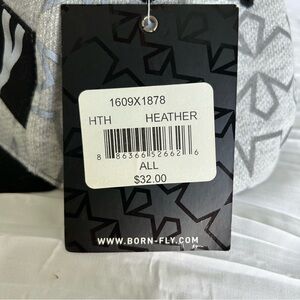 1609X1878
HTH HEATHER
8 86366 52662 6
ALL
$32.00
WWW.BORN-FLY.COM